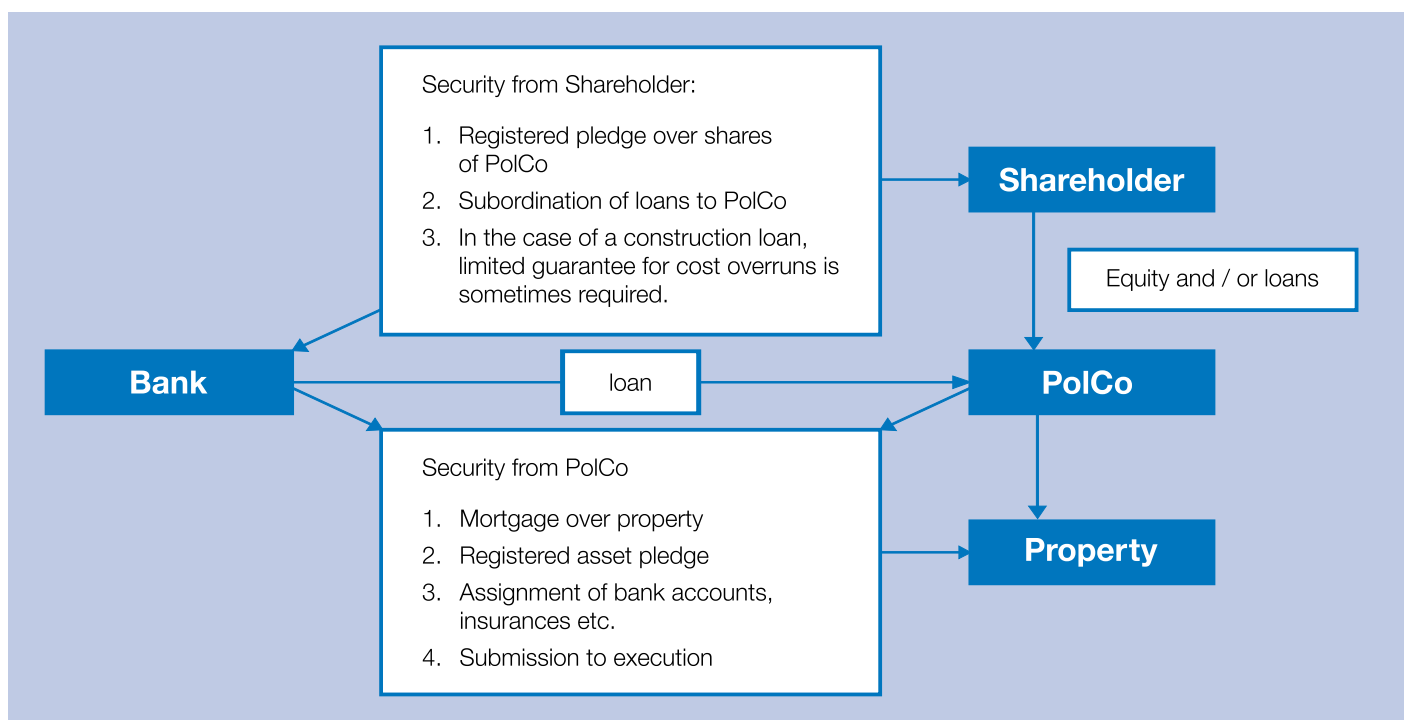 Security from Shareholder:
1. Registered pledge over shares
of PolCo
2. Subordination of loans to PolCo
3. In the case of a construction loan,
limited guarantee for cost overruns is
sometimes required.
Shareholder
Equity and / or loans
Bank
loan
PolCo
Security from PolCo
1. Mortgage over property
2. Registered asset pledge
3. Assignment of bank accounts,
insurances etc.
4. Submission to execution
Property